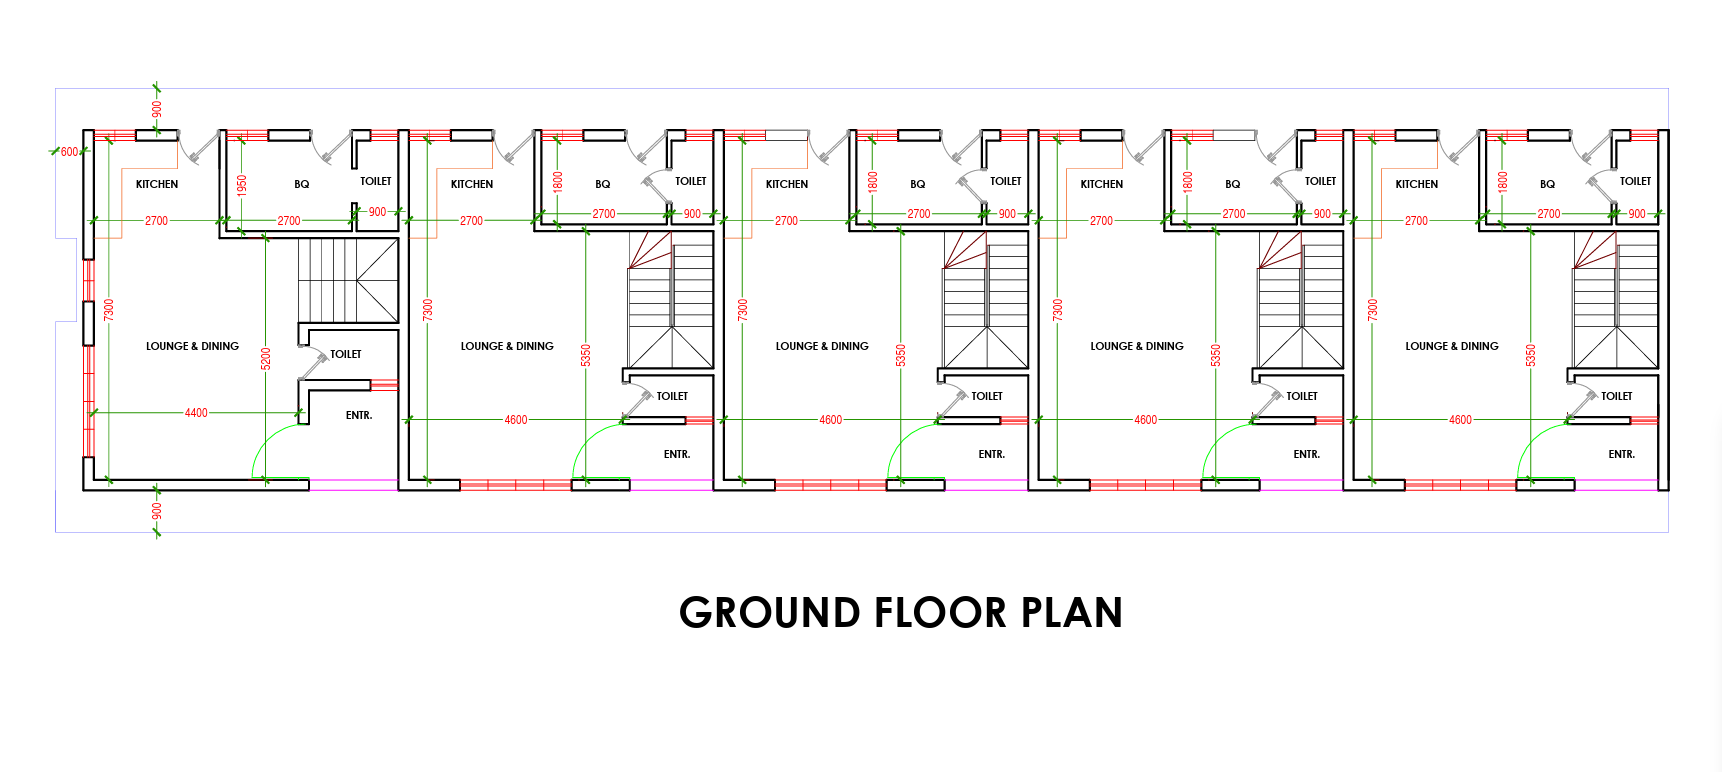 900
600
KITCHEN BQ TOILET KITCHEN BQ TOILET KITCHEN BQ TOILET KITCHEN BQ TOILET KITCHEN BQ TOILET
1950 1800 1800 1800 1800
2700 2700 900 2700 2700 900 2700 2700 900 2700 2700 900 2700 2700 900
7300 7300 7300 7300 7300
LOUNGE & DINING LOUNGE & DINING LOUNGE & DINING LOUNGE & DINING LOUNGE & DINING
5200 TOILET 5350 5350 5350 5350
TOILET TOILET TOILET TOILET
4400 ENTR. 4600 4600 4600 4600
ENTR. ENTR. ENTR. ENTR.
900
GROUND FLOOR PLAN